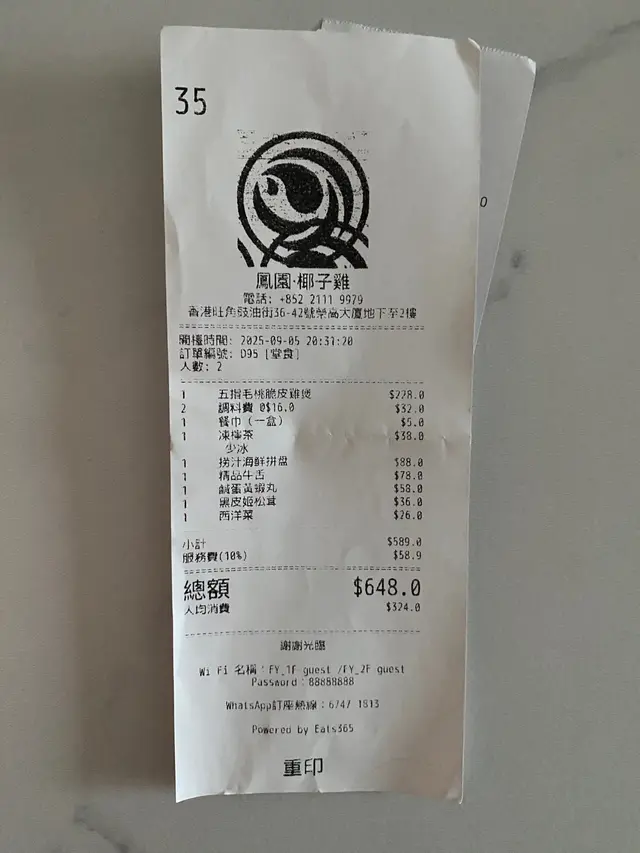 35
鳳園·椰子雞
電話: +852 2111 9979
香港旺角豉油街36-42號榮高大廈地下至2樓
開檯時間: 2025-09-05 20:31:20
訂單編號: D95 [堂食]
人數: 2
1 五指毛桃脆皮雞煲 $228.0
2 調料費 @$16.0 $32.0
1 餐巾 (一盒) $5.0
1 凍檸茶 $38.0
少冰
1 撈汁海鮮拼盤 $88.0
1 精品牛舌 $78.0
1 鹹蛋黃蝦丸 $58.0
1 黑皮姬松茸 $36.0
1 西洋菜 $26.0
小計 $589.0
服務費(10%) $58.9
總額 $648.0
人均消費 $324.0
謝謝光臨
Wi Fi 名稱：FY_1F guest /FY_2F guest
Password：88888888
WhatsApp訂座熱線：6747 1813
Powered by Eats365
重印
0